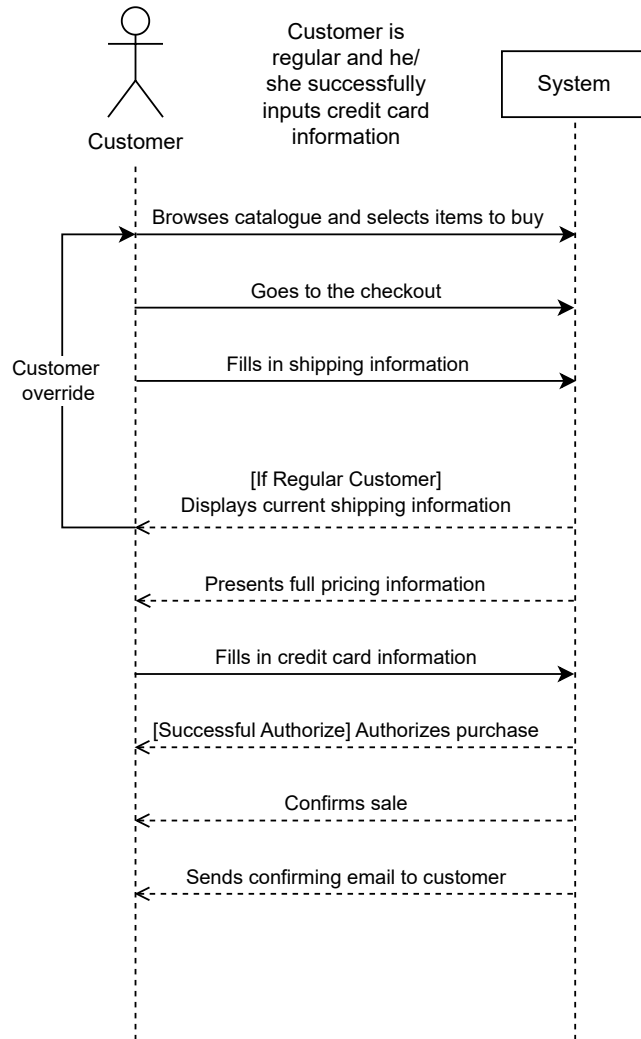 Customer is
regular and he/
she successfully
inputs credit card
information
System
Customer
Browses catalogue and selects items to buy
Goes to the checkout
Fills in shipping information
Customer
override
[If Regular Customer]
Displays current shipping information
Presents full pricing information
Fills in credit card information
[Successful Authorize] Authorizes purchase
Confirms sale
Sends confirming email to customer